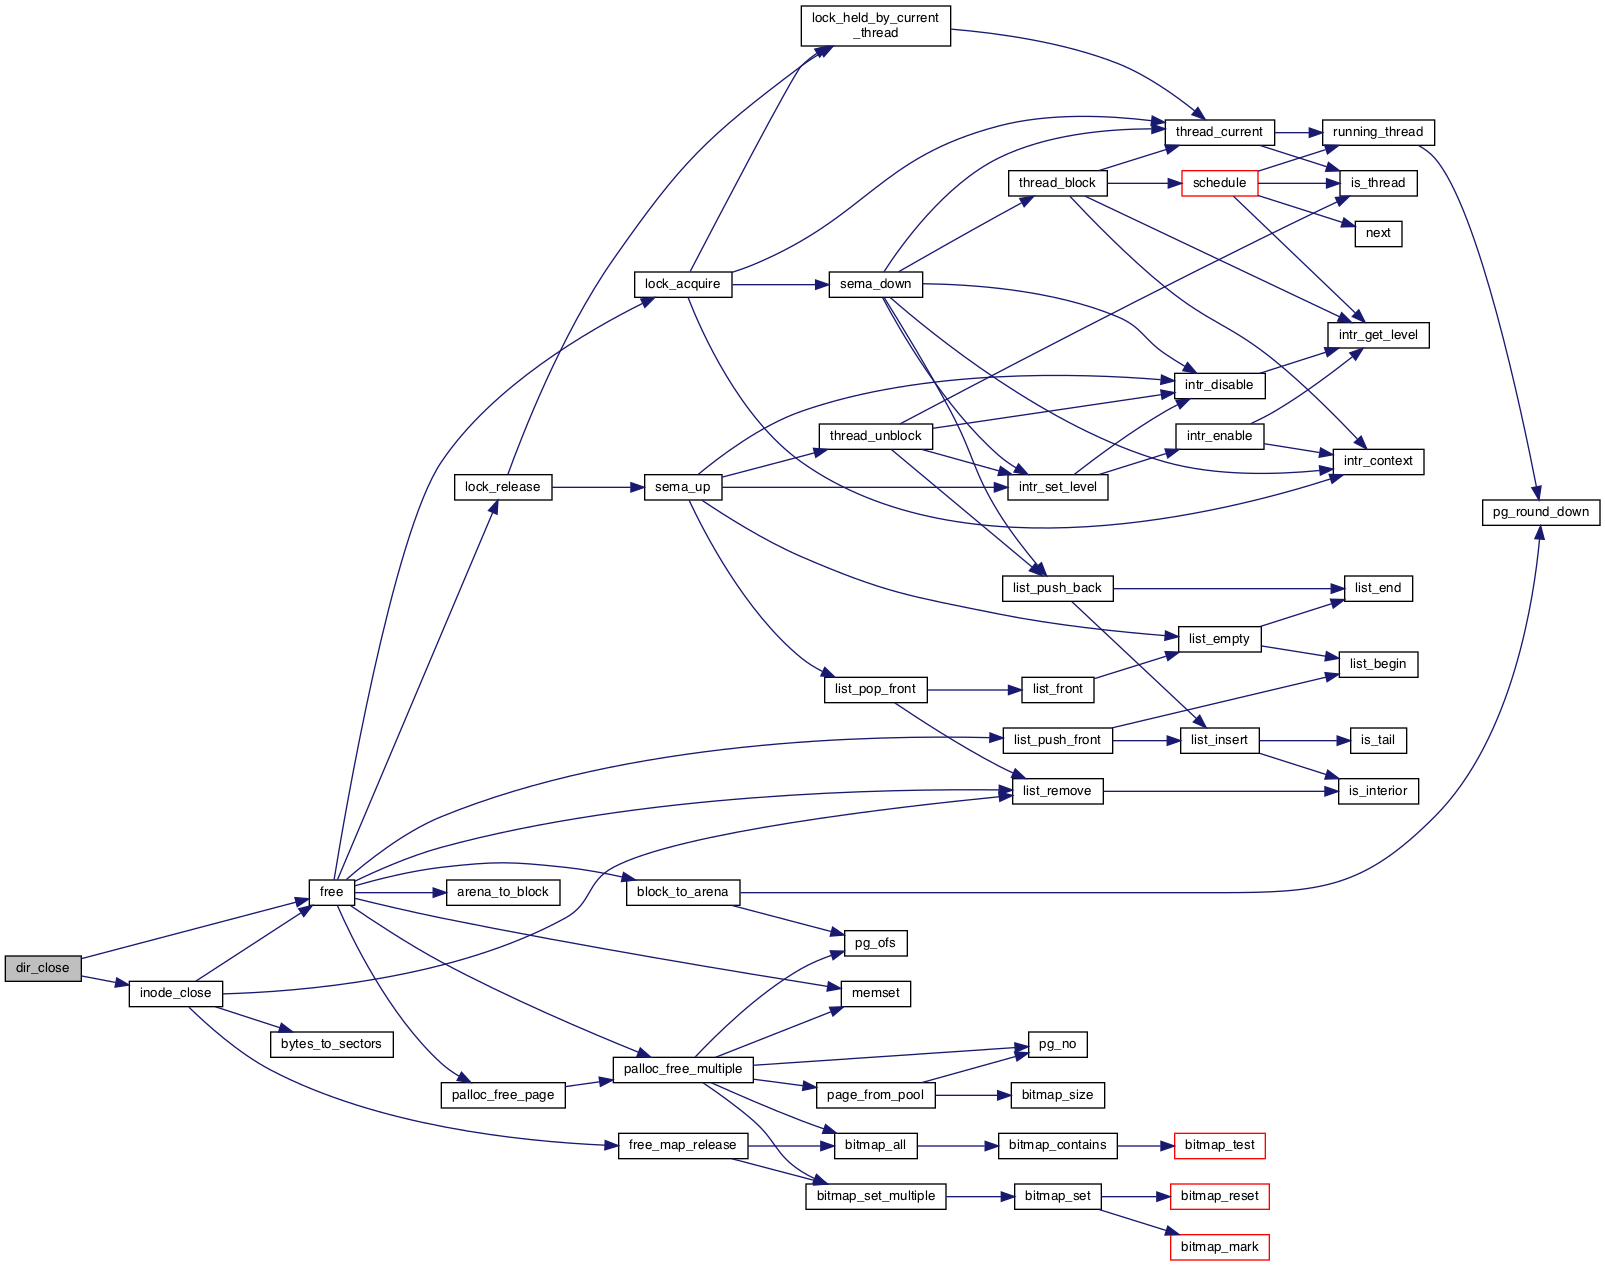 lock_held_by_current
_thread
thread_current
running_thread
thread_block
schedule
is_thread
next
lock_acquire
sema_down
intr_get_level
intr_disable
thread_unblock
intr_enable
intr_context
lock_release
sema_up
intr_set_level
pg_round_down
list_push_back
list_end
list_empty
list_begin
list_pop_front
list_front
list_push_front
list_insert
is_tail
list_remove
is_interior
free
arena_to_block
block_to_arena
pg_ofs
dir_close
inode_close
memset
bytes_to_sectors
pg_no
palloc_free_multiple
palloc_free_page
page_from_pool
bitmap_size
free_map_release
bitmap_all
bitmap_contains
bitmap_test
bitmap_set_multiple
bitmap_set
bitmap_reset
bitmap_mark